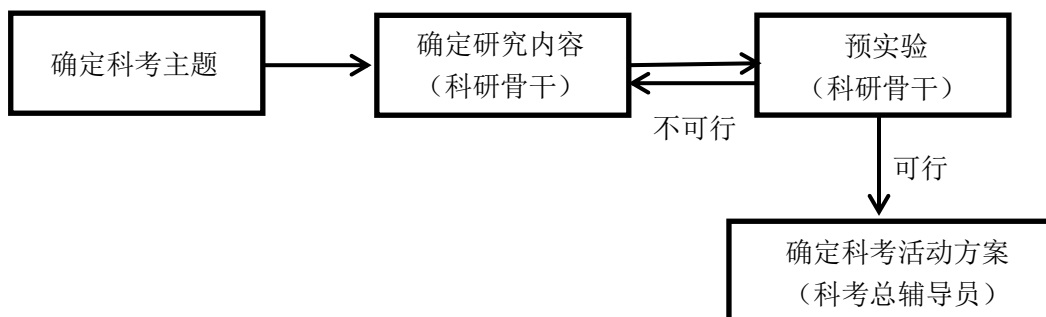 确定科考主题
确定研究内容
（科研骨干）
预实验
（科研骨干）
不可行
可行
确定科考活动方案
（科考总辅导员）